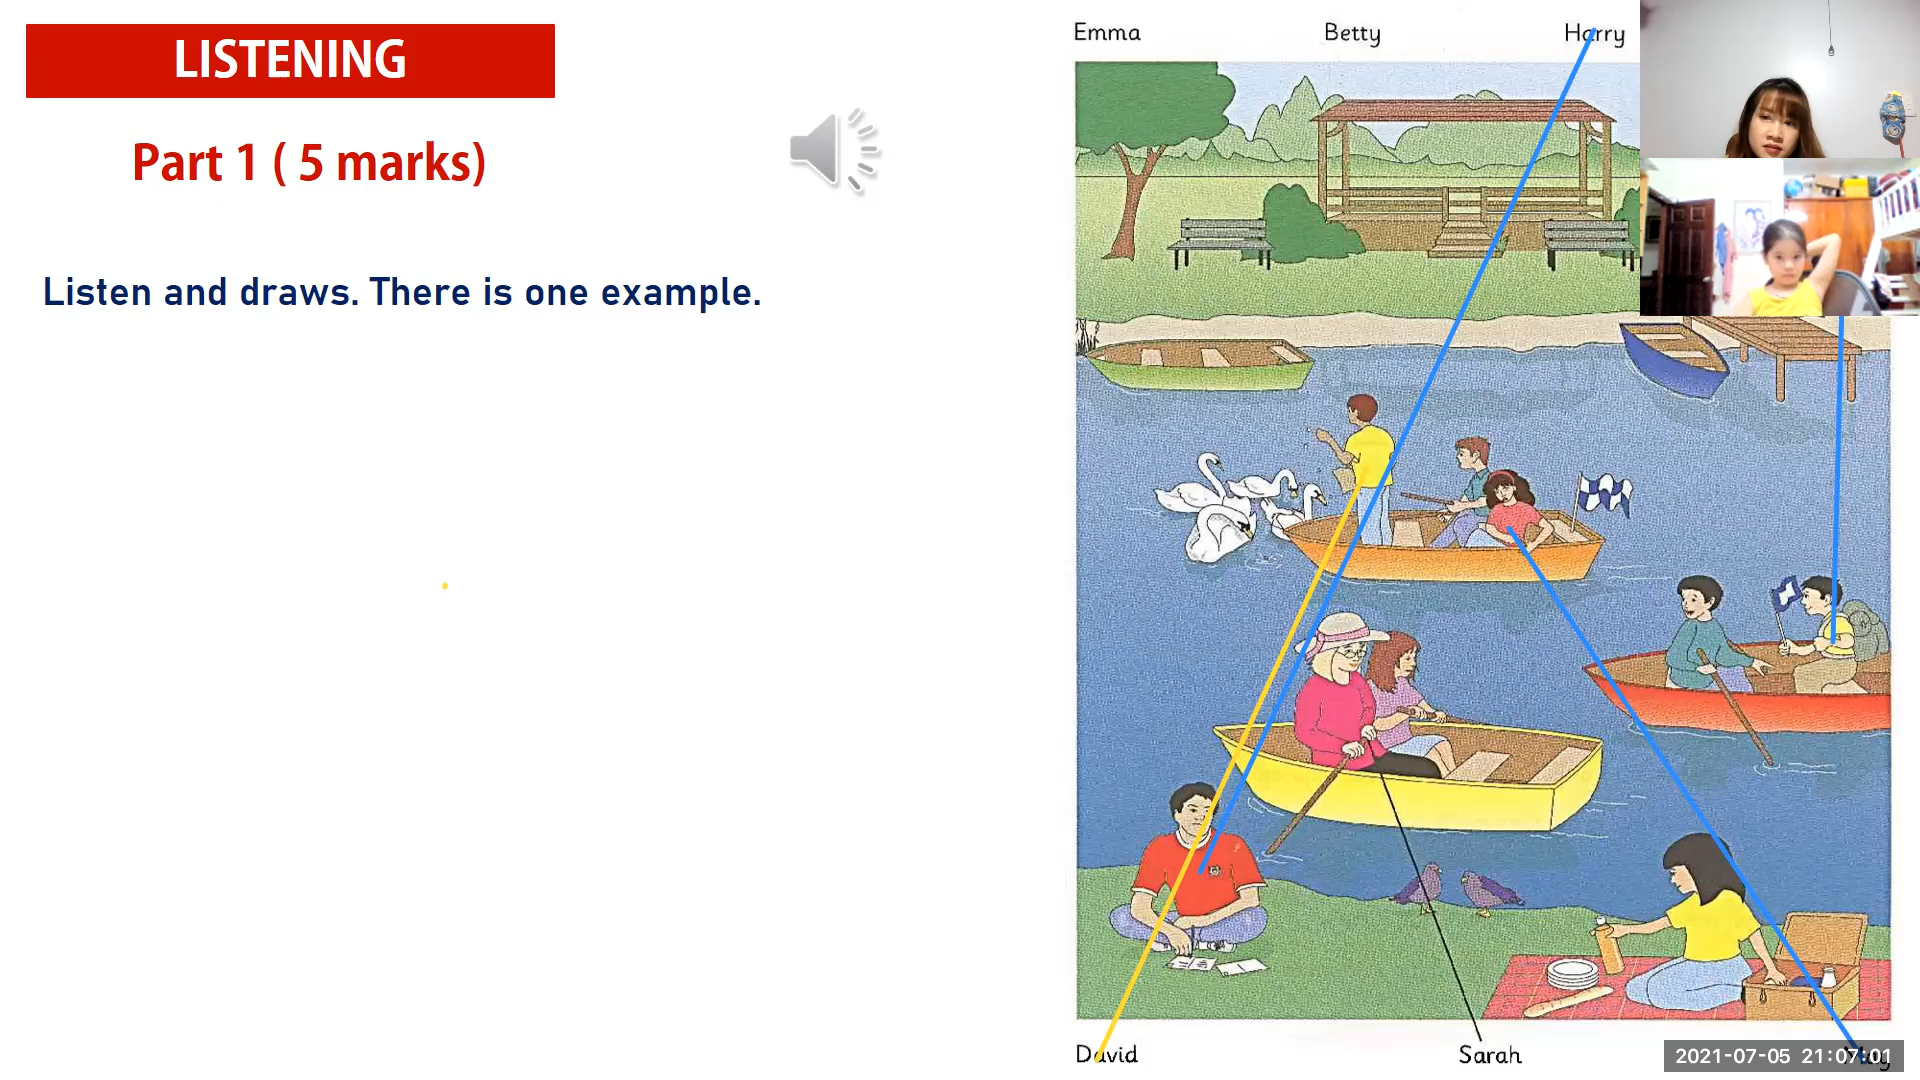 LISTENING
Part 1 ( 5 marks)
Listen and draws. There is one example.
Emma Betty Harry
David Sarah
2021-07-05 21:07:01